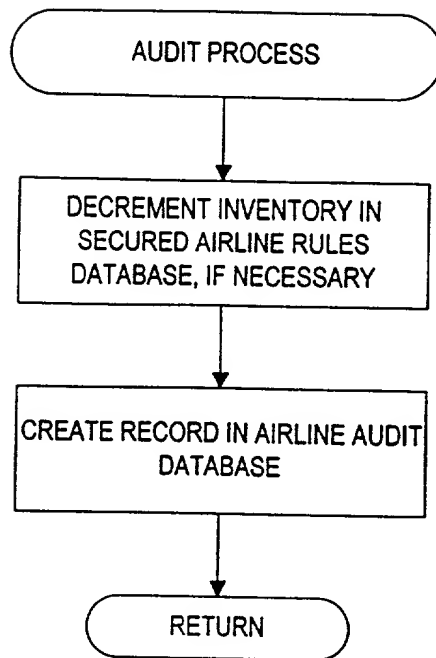 AUDIT PROCESS
DECREMENT INVENTORY IN
SECURED AIRLINE RULES
DATABASE, IF NECESSARY
CREATE RECORD IN AIRLINE AUDIT
DATABASE
RETURN